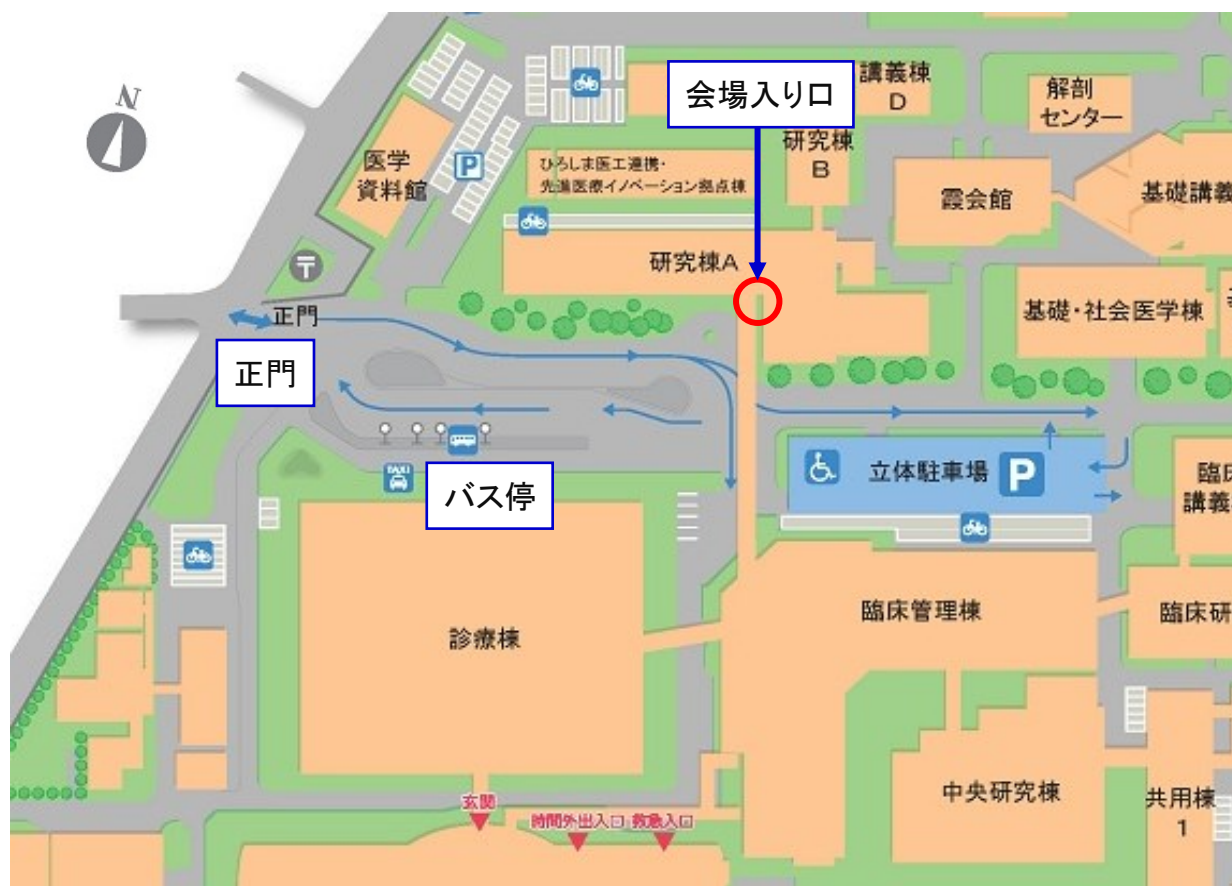 N
会場入り口
講義棟
D
解剖
センター
研究棟
B
医学
資料館
P
ひろしま医工連携・
先進医療イノベーション拠点棟
霞会館
基礎講義
研究棟A
〒
基礎・社会医学棟
正門
正門
TAXI
バス停
立体駐車場
P
臨床
講義
診療棟
臨床管理棟
臨床研
中央研究棟
共用棟
1
玄関
時間外出入口
救急入口